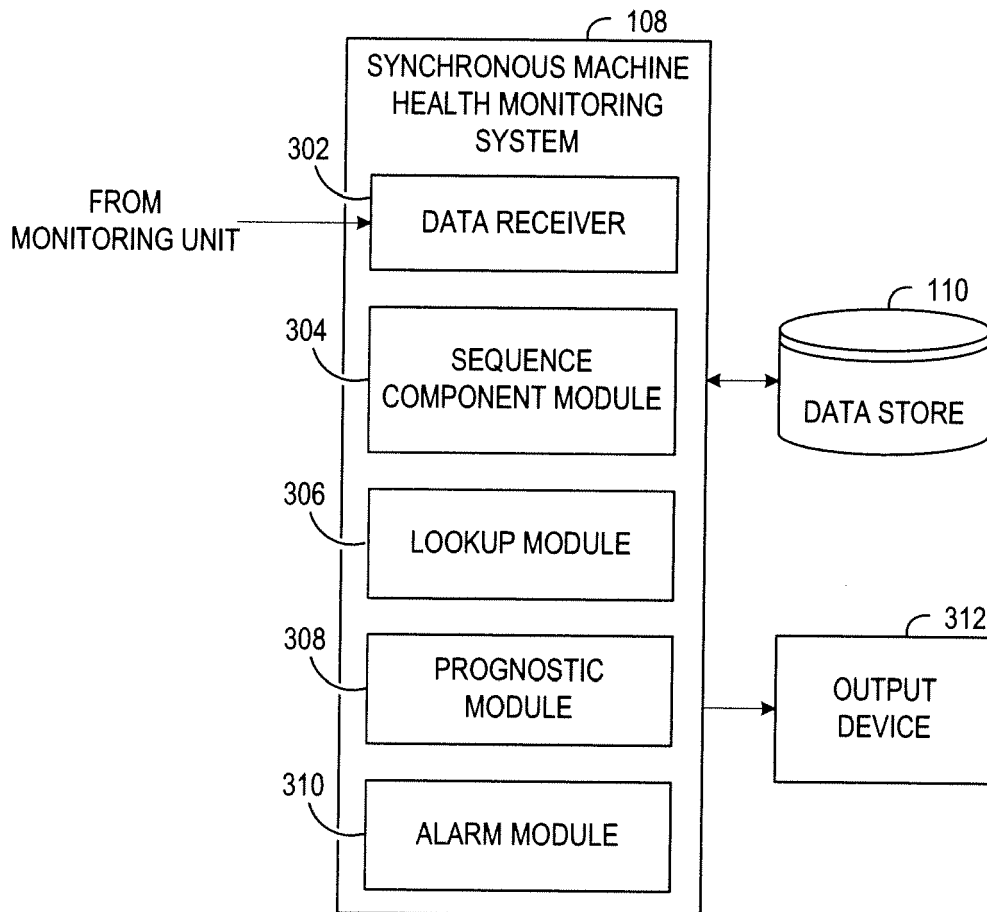 108
SYNCHRONOUS MACHINE
HEALTH MONITORING
SYSTEM
302
FROM
MONITORING UNIT
DATA RECEIVER
304
SEQUENCE
COMPONENT MODULE
110
DATA STORE
306
LOOKUP MODULE
308
PROGNOSTIC
MODULE
312
OUTPUT
DEVICE
310
ALARM MODULE